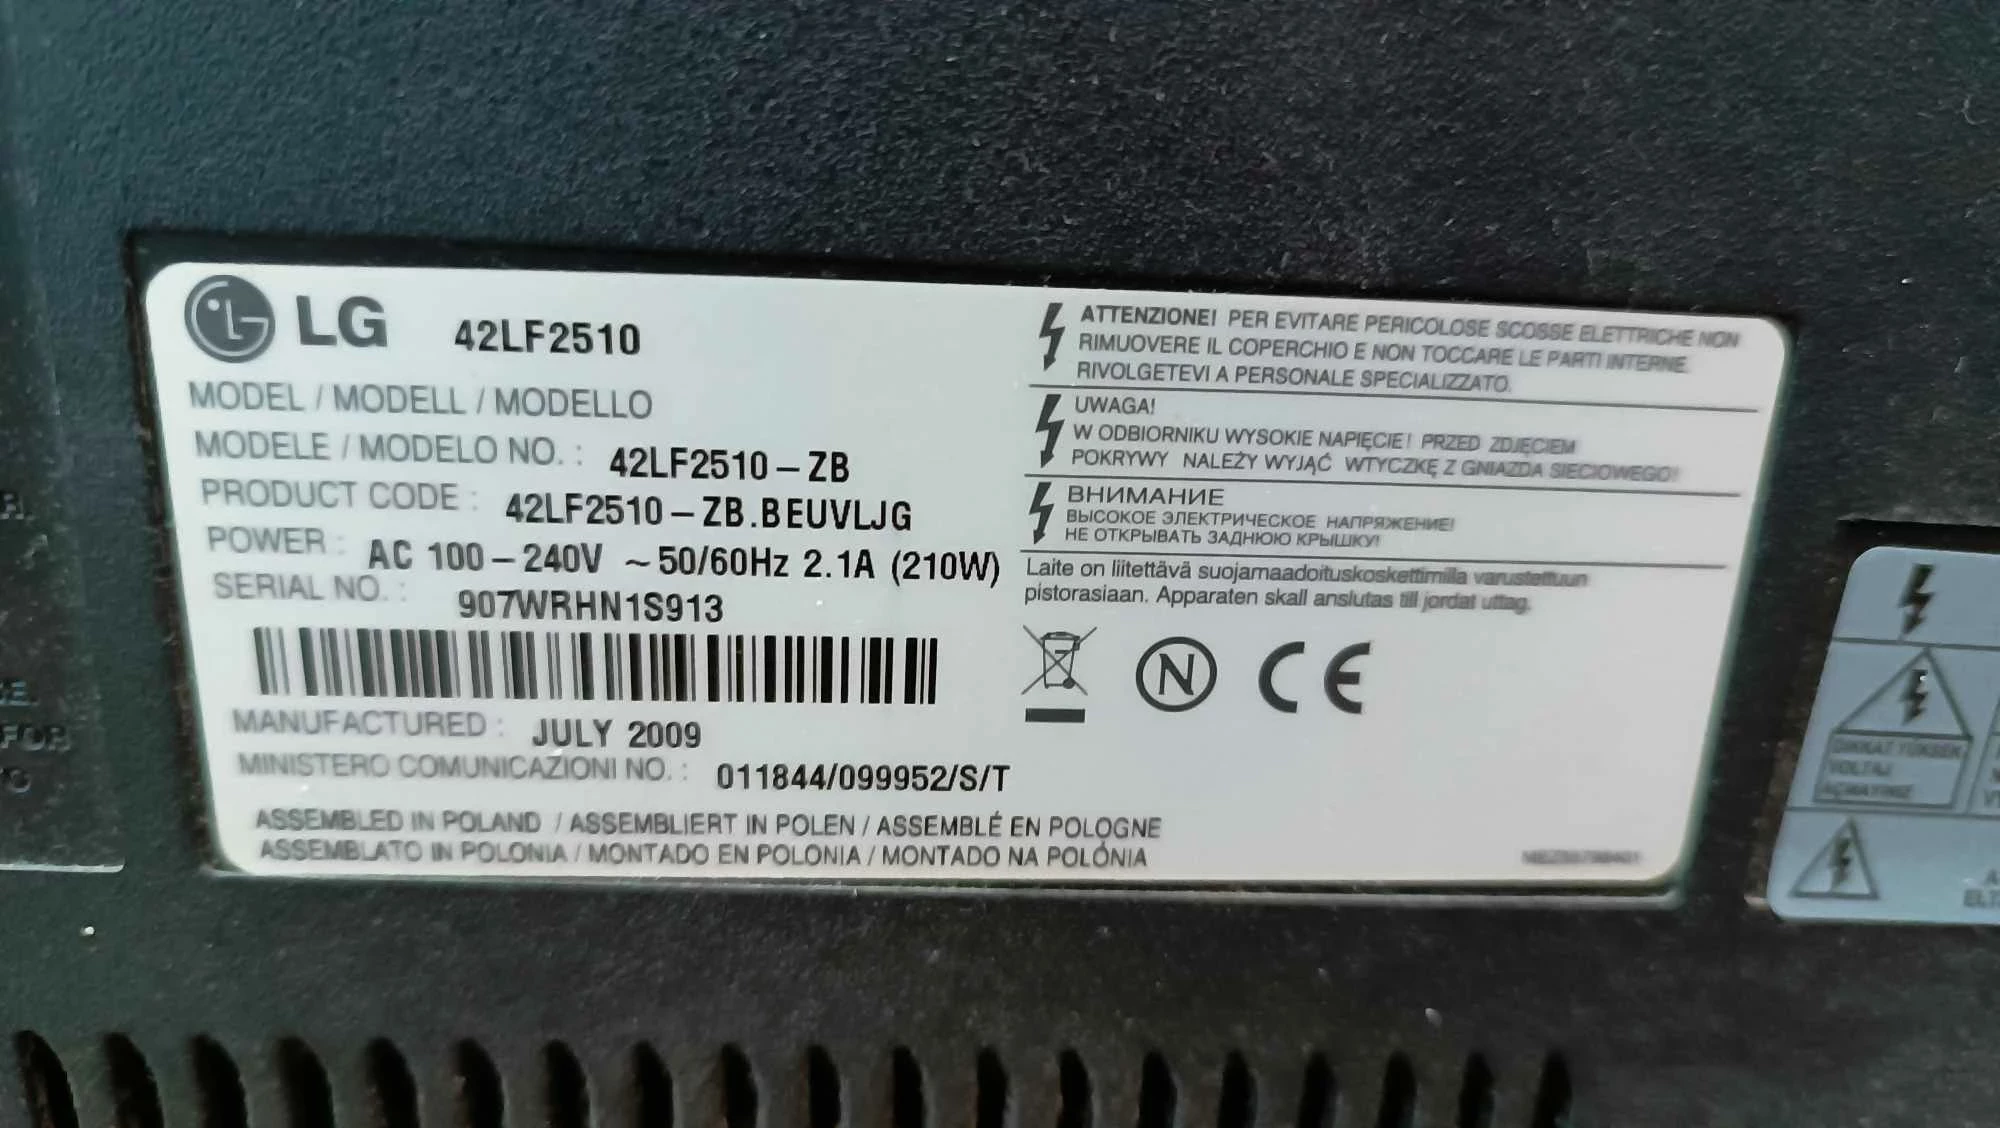 LG 42LF2510
MODEL / MODELL / MODELLO
MODELE / MODELO NO. : 42LF2510-ZB
PRODUCT CODE : 42LF2510-ZB.BEUVLJG
POWER : AC 100-240V ~50/60Hz 2.1A (210W)
SERIAL NO. : 907WRHN1S913
MANUFACTURED : JULY 2009
MINISTERO COMUNICAZIONI NO. : 011844/099952/S/T
ASSEMBLED IN POLAND / ASSEMBLIERT IN POLEN / ASSEMBLÉ EN POLOGNE
ASSEMBLATO IN POLONIA / MONTADO EN POLONIA / MONTADO NA POLÓNIA
ATTENZIONE! PER EVITARE PERICOLOSE SCOSSE ELETTRICHE NON
RIMUOVERE IL COPERCHIO E NON TOCCARE LE PARTI INTERNE.
RIVOLGETEVI A PERSONALE SPECIALIZZATO.
UWAGA!
W ODBIORNIKU WYSOKIE NAPIĘCIE! PRZED ZDJĘCIEM
POKRYWY NALEŻY WYJĄĆ WTYCZKĘ Z GNIAZDA SIECIOWEGO!
ВНИМАНИЕ
ВЫСОКОЕ ЭЛЕКТРИЧЕСКОЕ НАПРЯЖЕНИЕ!
НЕ ОТКРЫВАТЬ ЗАДНЮЮ КРЫШКУ!
Laite on liitettävä suojamaadoituskoskettimilla varustettuun
pistorasiaan. Apparaten skall anslutas till jordat uttag.
N CE
DIKKAT YÜKSEK
VOLTAJ
AÇMAYINIZ
FOR